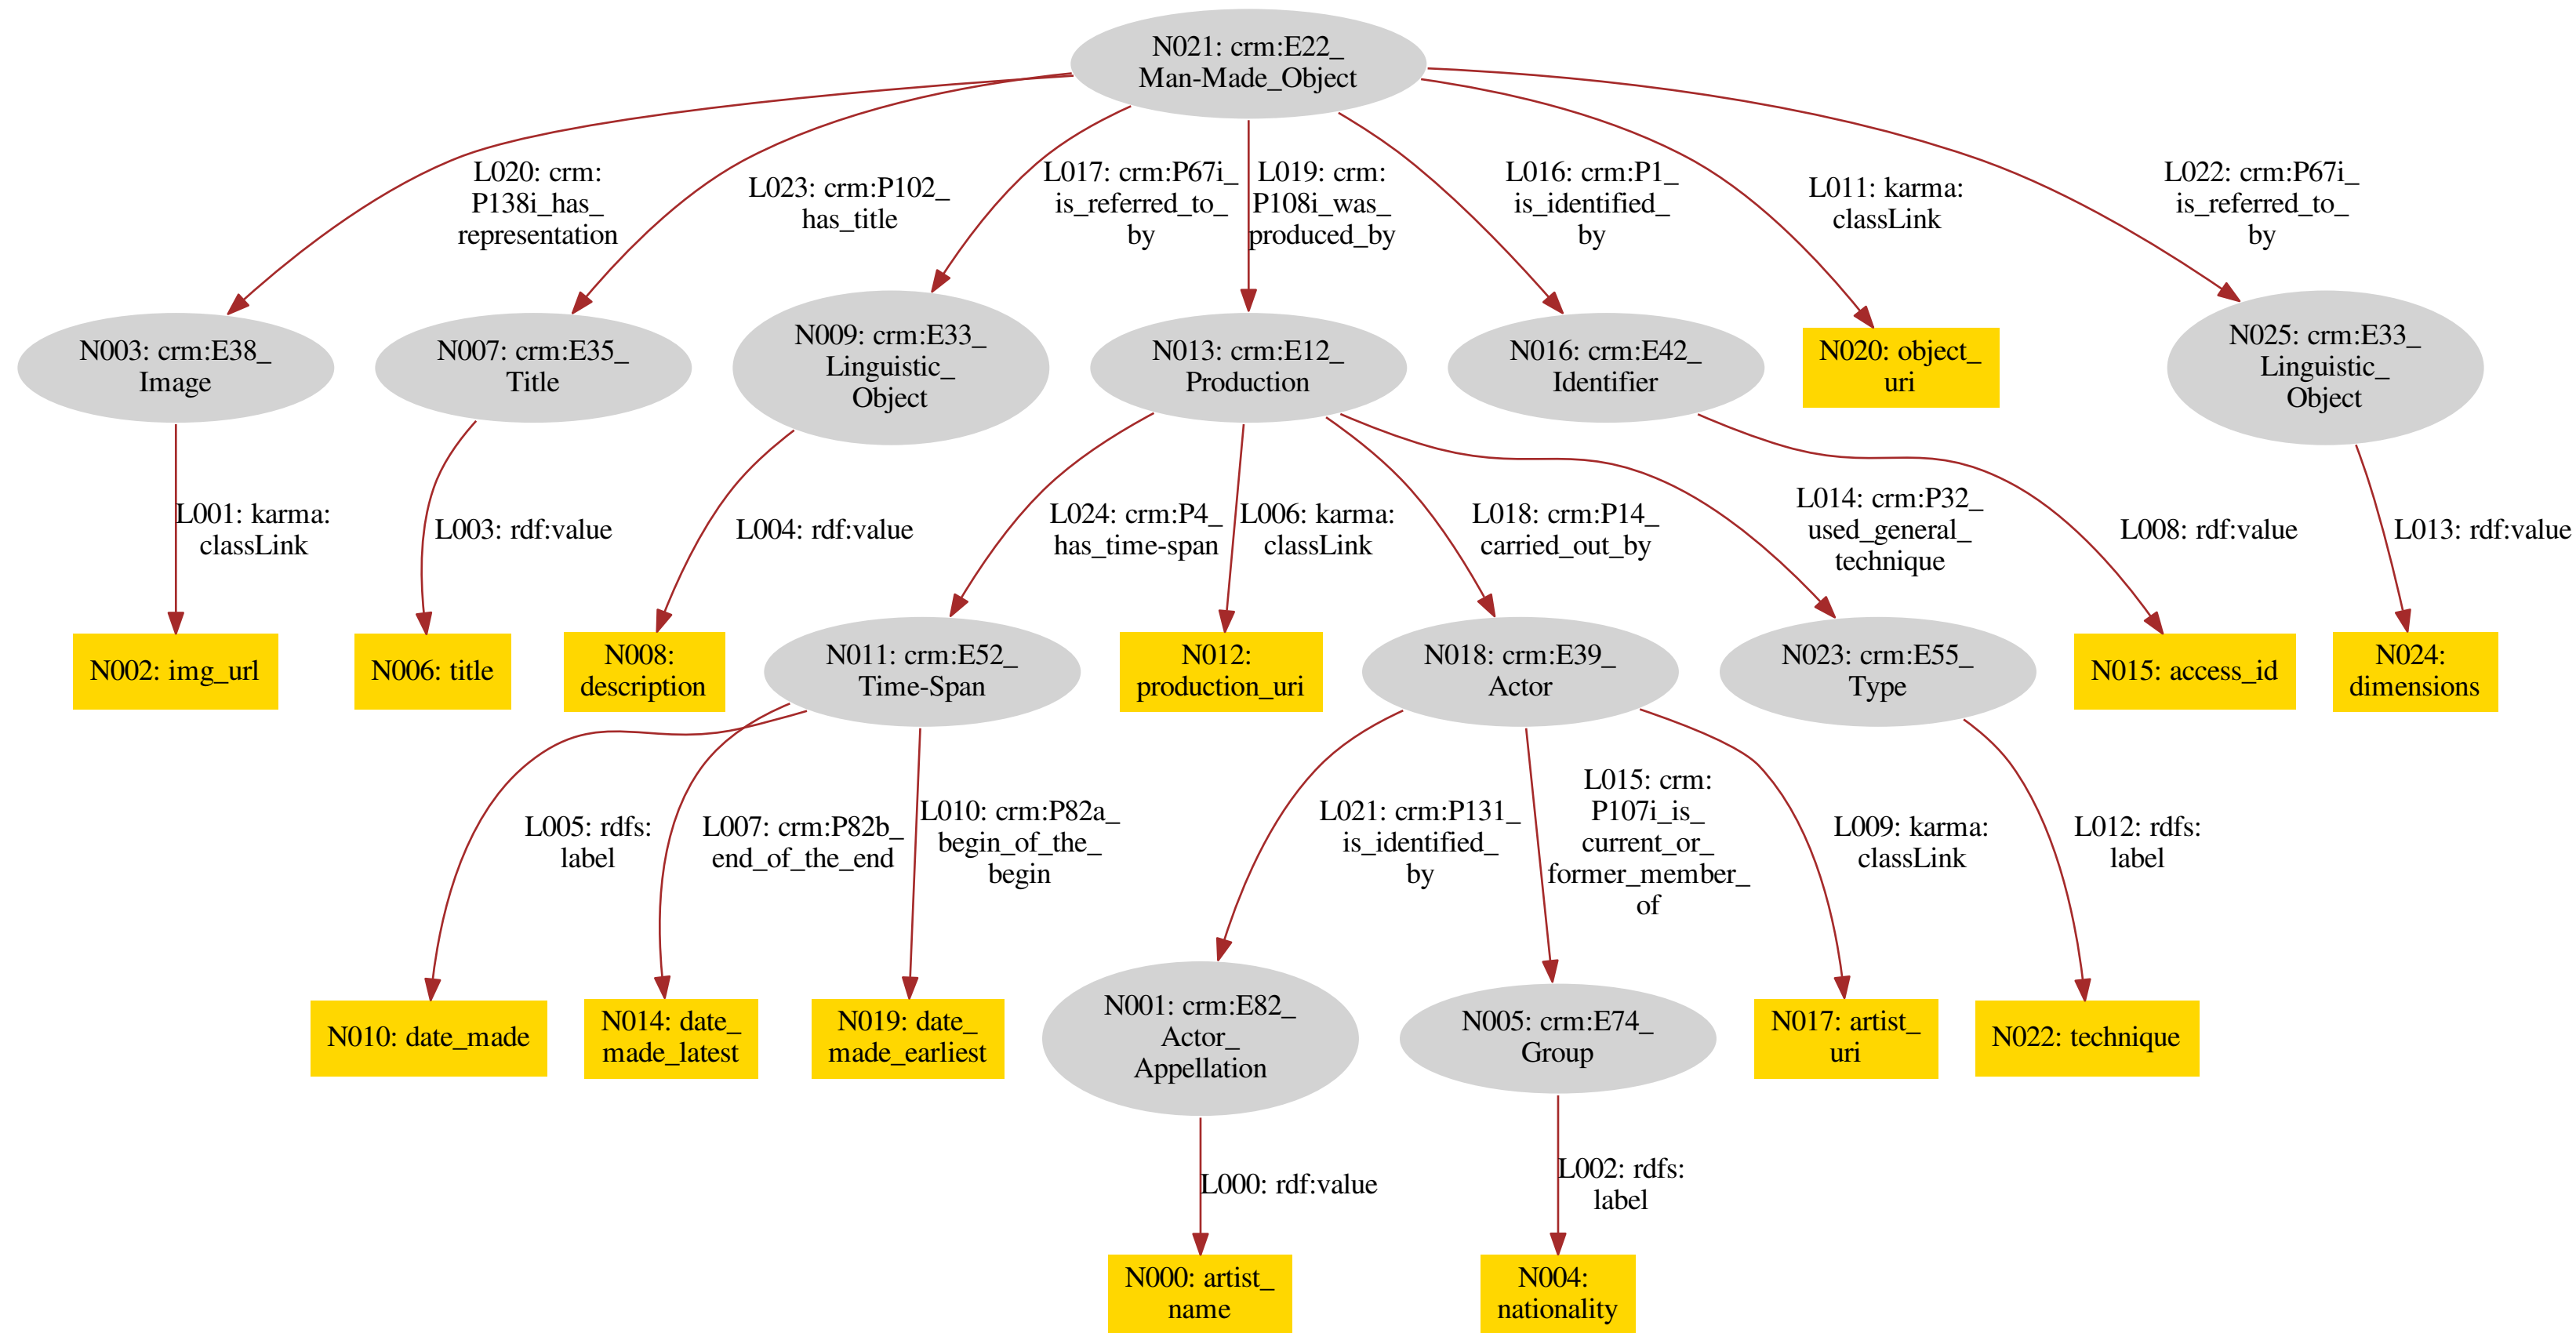 N021: crm:E22_
Man-Made_Object
L020: crm:
P138i_has_
representation
L023: crm:P102_
has_title
L017: crm:P67i_
is_referred_to_
by
L019: crm:
P108i_was_
produced_by
L016: crm:P1_
is_identified_
by
L011: karma:
classLink
L022: crm:P67i_
is_referred_to_
by
N003: crm:E38_
Image
N007: crm:E35_
Title
N009: crm:E33_
Linguistic_
Object
N013: crm:E12_
Production
N016: crm:E42_
Identifier
N020: object_
uri
N025: crm:E33_
Linguistic_
Object
L001: karma:
classLink
L003: rdf:value
L004: rdf:value
L024: crm:P4_
has_time-span
L006: karma:
classLink
L018: crm:P14_
carried_out_by
L014: crm:P32_
used_general_
technique
L008: rdf:value
L013: rdf:value
N002: img_url
N006: title
N008:
description
N011: crm:E52_
Time-Span
N012:
production_uri
N018: crm:E39_
Actor
N023: crm:E55_
Type
N015: access_id
N024:
dimensions
L005: rdfs:
label
L007: crm:P82b_
end_of_the_end
L010: crm:P82a_
begin_of_the_
begin
L021: crm:P131_
is_identified_
by
L015: crm:
P107i_is_
current_or_
former_member_
of
L009: karma:
classLink
L012: rdfs:
label
N010: date_made
N014: date_
made_latest
N019: date_
made_earliest
N001: crm:E82_
Actor_
Appellation
N005: crm:E74_
Group
N017: artist_
uri
N022: technique
L000: rdf:value
L002: rdfs:
label
N000: artist_
name
N004:
nationality